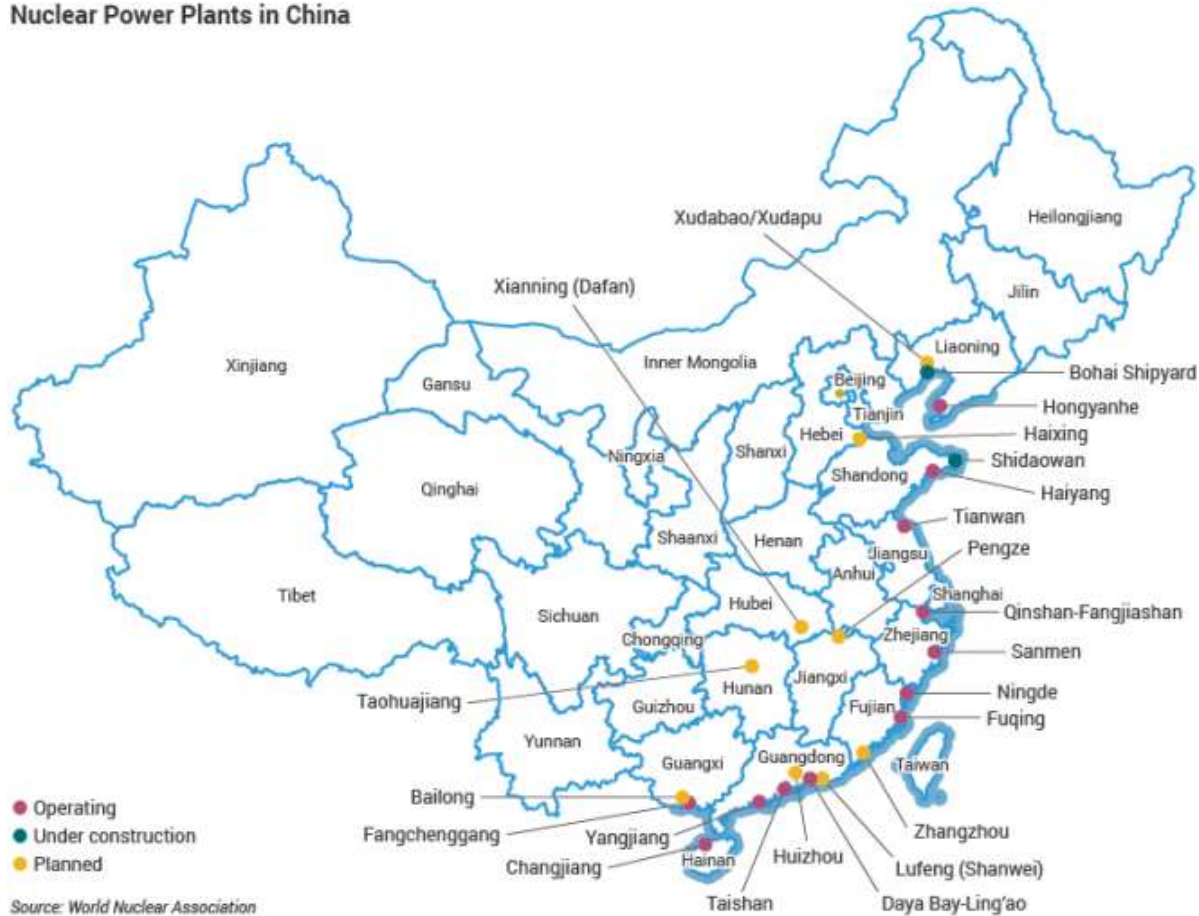 Nuclear Power Plants in China
Heilongjiang
Xudabao/Xudapu
Jilin
Xianning (Dafan)
Liaoning
Inner Mongolia
Xinjiang
Bohai Shipyard
Beijing
Gansu
Hongyanhe
Tianjin
Hebei
Haixing
Shanxi
Ningxia
Shidaowan
Shandong
Qinghai
Haiyang
Tianwan
Shaanxi
Henan
Pengze
Jiangsu
Anhui
Tibet
Shanghai
Hubei
Qinshan-Fangjiashan
Sichuan
Zhejiang
Chongqing
Sanmen
Jiangxi
Hunan
Ningde
Taohuajiang
Guizhou
Fujian
Fuqing
Yunnan
Guangdong
Guangxi
Taiwan
Bailong
Operating
Zhangzhou
Fangchenggang
Under construction
Yangjiang
Huizhou
Hainan
Planned
Changjiang
Lufeng (Shanwei)
Taishan
Daya Bay-Ling'ao
Source: World Nuclear Association